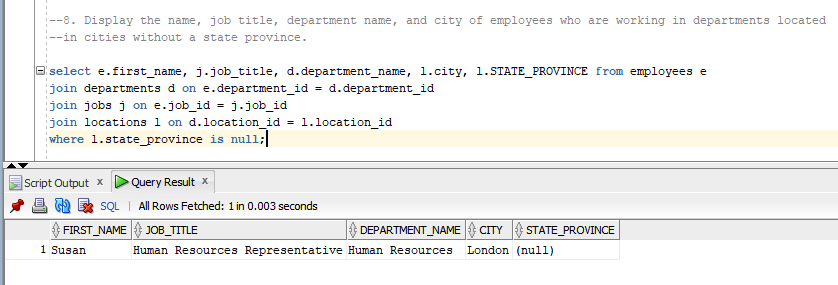 --8. Display the name, job title, department name, and city of employees who are working in departments located
--in cities without a state province.
select e.first_name, j.job_title, d.department_name, l.city, l.STATE_PROVINCE from employees e
join departments d on e.department_id = d.department_id
join jobs j on e.job_id = j.job_id
join locations l on d.location_id = l.location_id
where l.state_province is null;
Script Output x Query Result x
SQL | All Rows Fetched: 1 in 0.003 seconds
FIRST_NAME JOB_TITLE DEPARTMENT_NAME CITY STATE_PROVINCE
1 Susan Human Resources Representative Human Resources London (null)